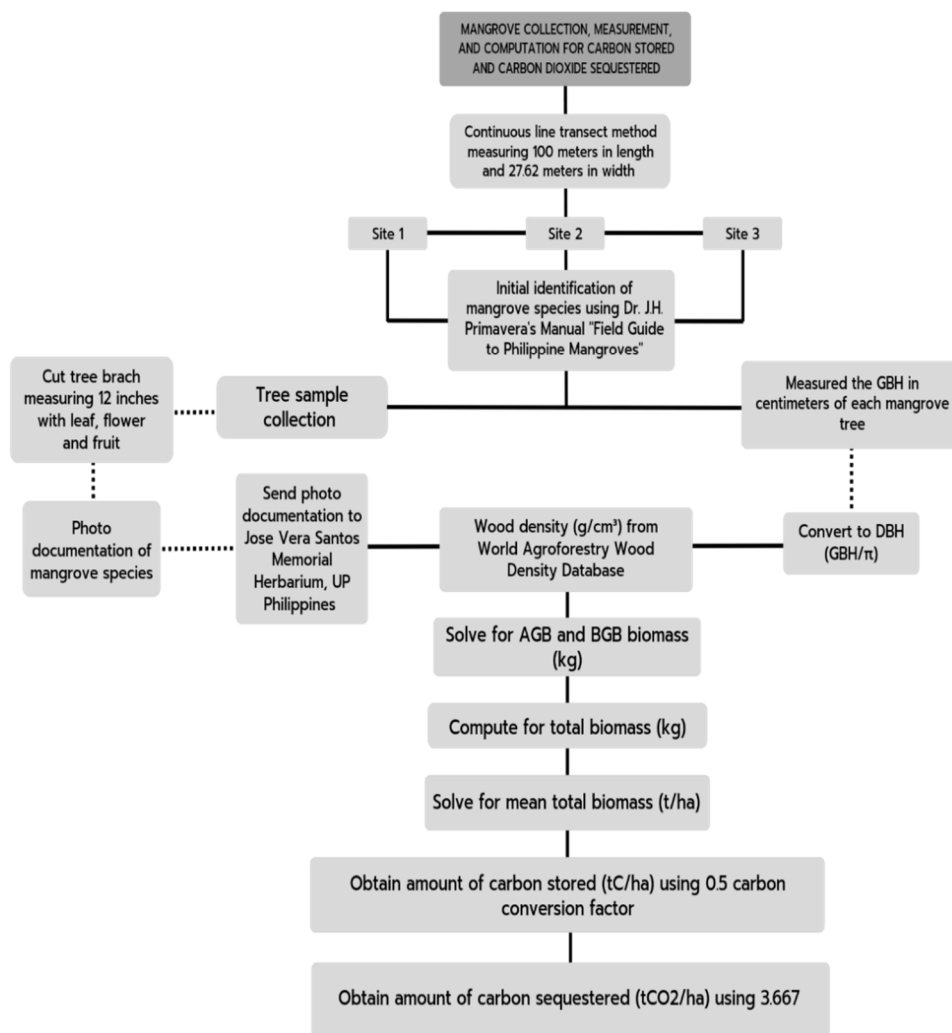 MANGROVE COLLECTION, MEASUREMENT,
AND COMPUTATION FOR CARBON STORED
AND CARBON DIOXIDE SEQUESTERED
Continuous line transect method
measuring 100 meters in length
and 27.62 meters in width
Site 1
Site 2
Site 3
Initial identification of
mangrove species using Dr. J.H.
Primavera's Manual "Field Guide
to Philippine Mangroves"
Cut tree brach
measuring 12 inches
with leaf, flower
and fruit
Tree sample
collection
Measured the GBH in
centimeters of each mangrove
tree
Photo
documentation of
mangrove species
Send photo
documentation to
Jose Vera Santos
Memorial
Herbarium, UP
Philippines
Wood density (g/cm³) from
World Agroforestry Wood
Density Database
Convert to DBH
(GBH/π)
Solve for AGB and BGB biomass
(kg)
Compute for total biomass (kg)
Solve for mean total biomass (t/ha)
Obtain amount of carbon stored (tC/ha) using 0.5 carbon
conversion factor
Obtain amount of carbon sequestered (tCO2/ha) using 3.667